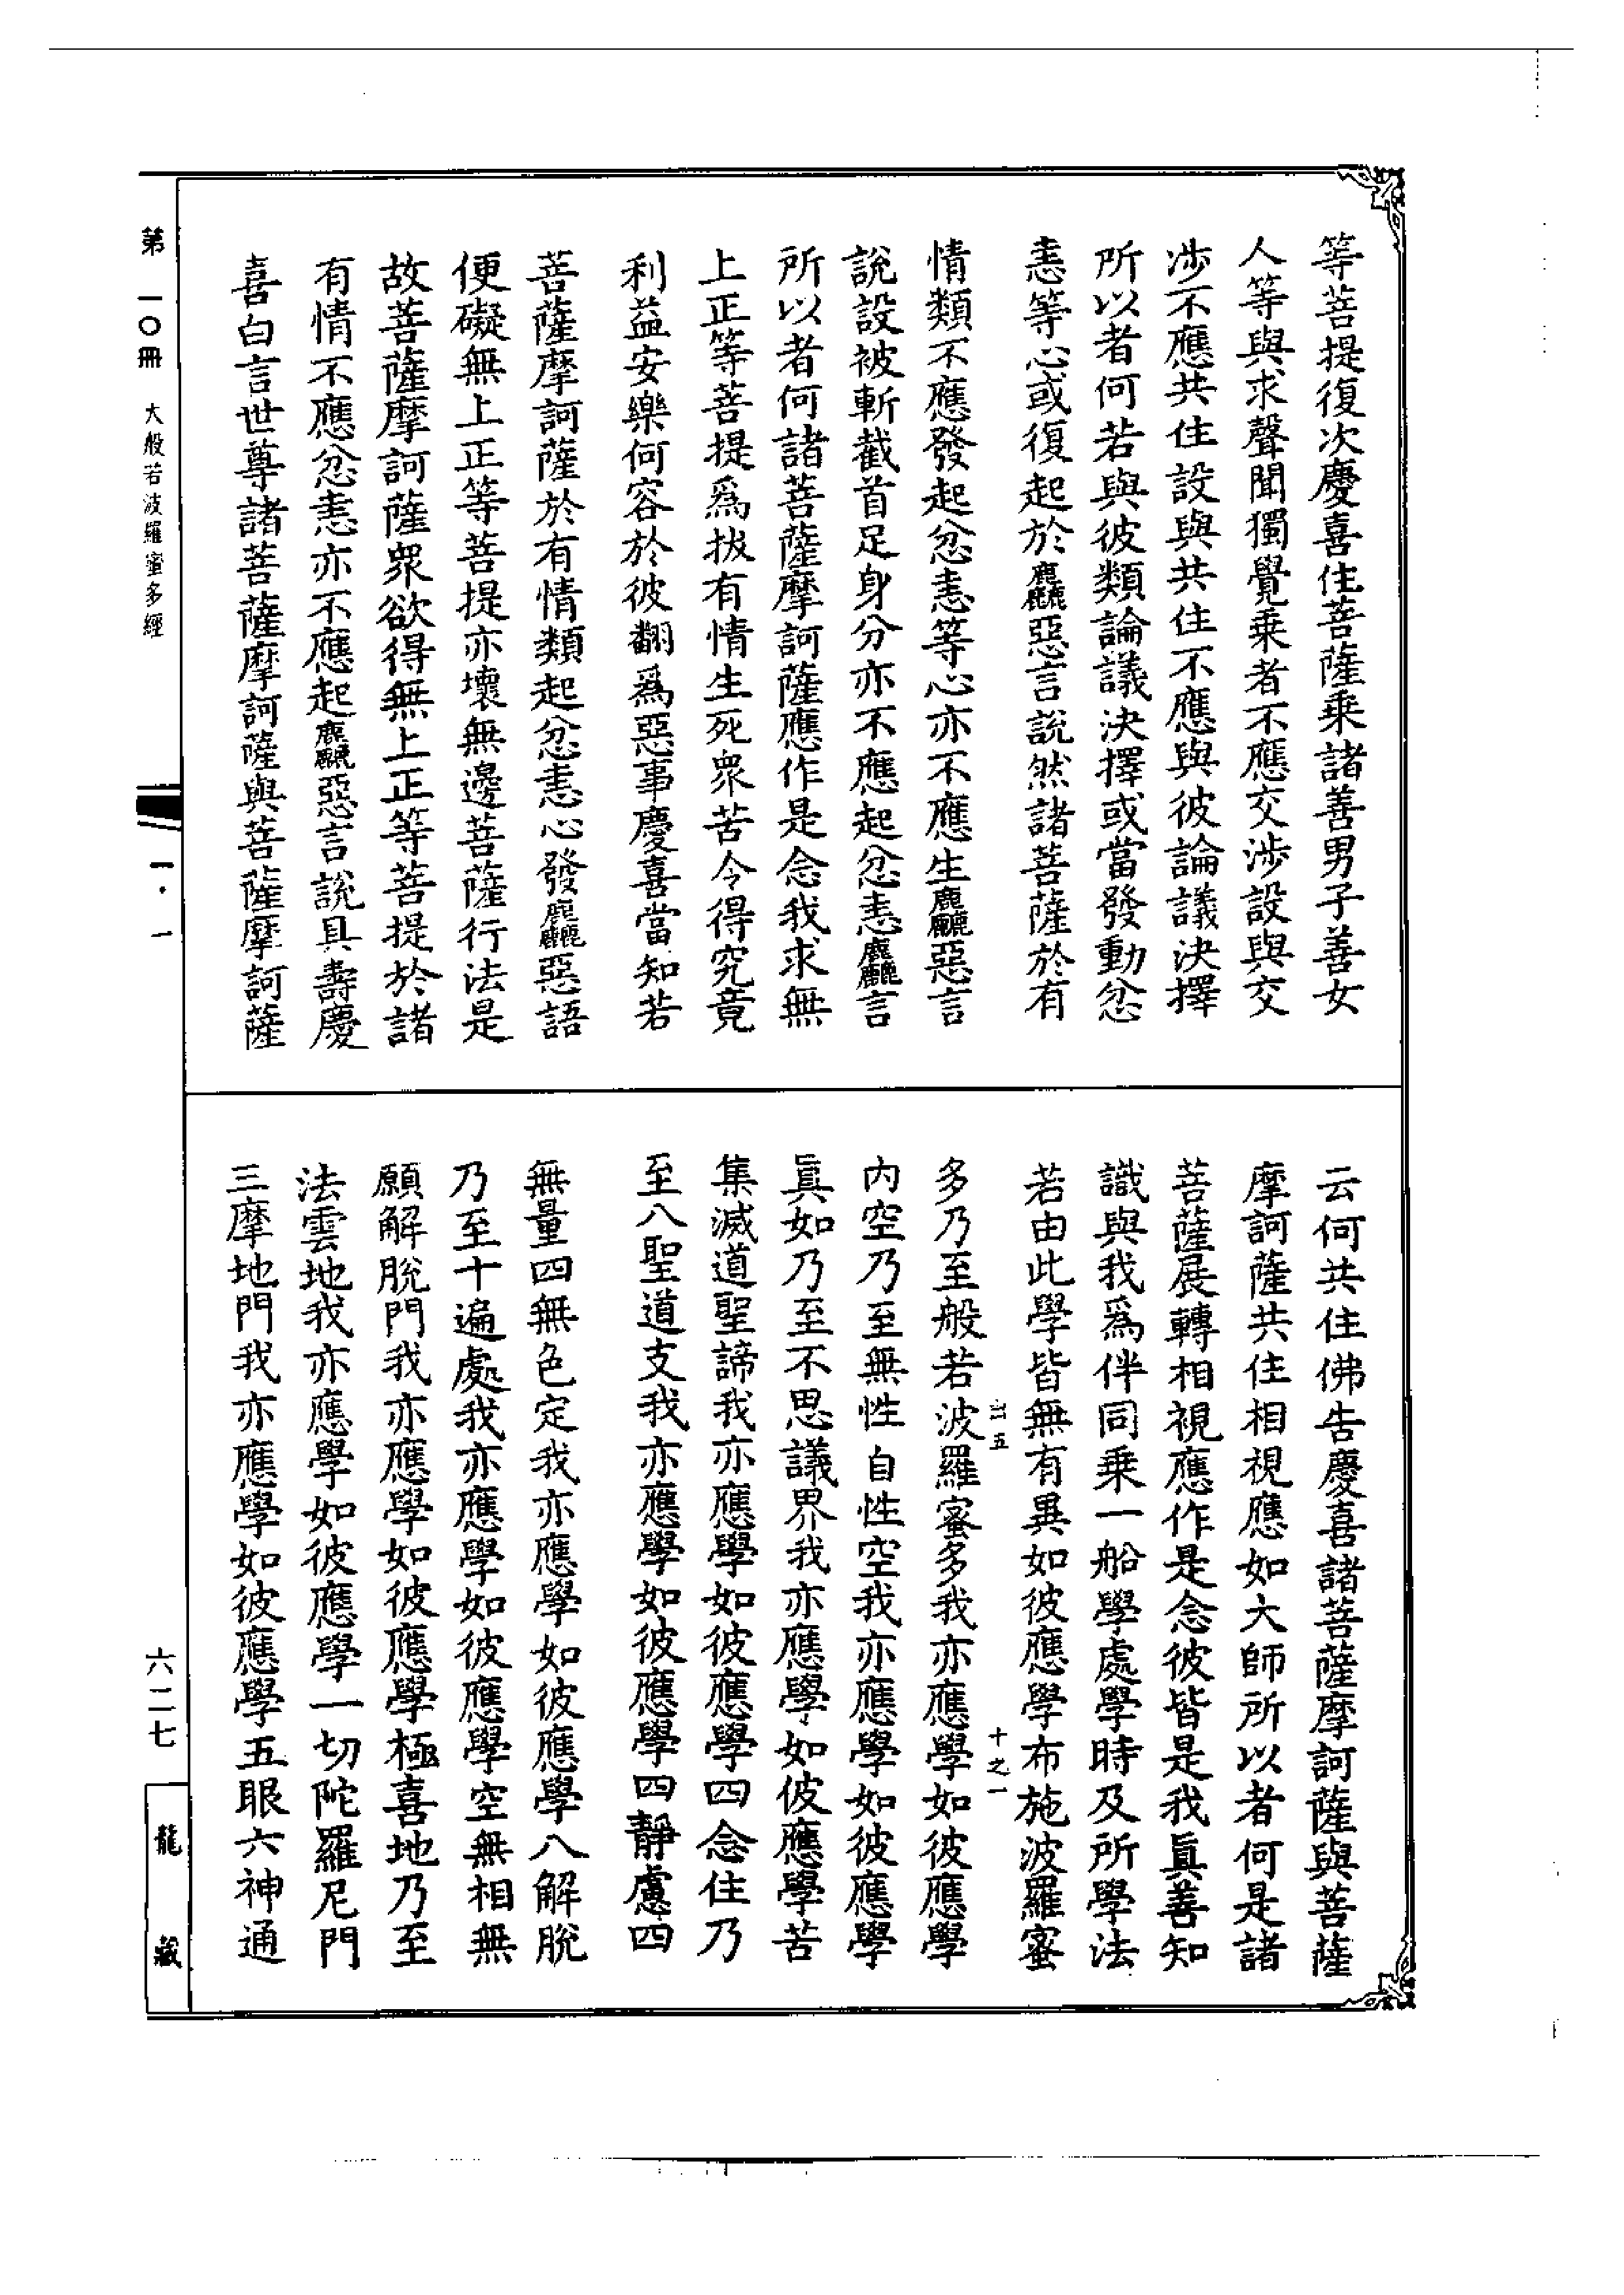 等菩提復次慶喜住菩薩乘諸善男子善女
人等與求聲聞獨覺乘者不應交涉設與交
涉不應共住設與共住不應與彼論議決擇
所以者何若與彼類論議決擇或當發動忿
恚等心或復起於麤惡言說然諸菩薩於有
情類不應發起忿恚等心亦不應生麤惡言
說設被斬截首足身分亦不應起忿恚麤言
所以者何諸菩薩摩訶薩應作是念我求無
上正等菩提爲拔有情生死衆苦令得究竟
利益安樂何容於彼翻爲惡事慶喜當知若
菩薩摩訶薩於有情類起忿恚心發麤惡語
便礙無上正等菩提亦壞無邊菩薩行法是
故菩薩摩訶薩衆欲得無上正等菩提於諸
有情不應忿恚亦不應起麤惡言說具壽慶
喜白言世尊諸菩薩摩訶薩與菩薩摩訶薩
云何共住佛告慶喜諸菩薩摩訶薩與菩薩
摩訶薩共住相視應如大師所以者何是諸
菩薩展轉相視應作是念彼皆是我眞善知
識與我爲伴同乗一船學處學時及所學法
若由此學皆無有異如彼應學布施波羅蜜
五
十之一
多乃至般若波羅蜜多我亦應學如彼應學
内空乃至無性自性空我亦應學如彼應學
眞如乃至不思議界我亦應學如彼應學苦
集滅道聖諦我亦應學如彼應學四念住乃
至八聖道支我亦應學如彼應學四靜慮四
無量四無色定我亦應學如彼應學八解脫
乃至十遍處我亦應學如彼應學空無相無
願解脫門我亦應學如彼應學極喜地乃至
法雲地我亦應學如彼應學一切陀羅尼門
三摩地門我亦應學如彼應學五眼六神通
第一〇冊 大般若波羅蜜多經
一·一
六二七
龍藏